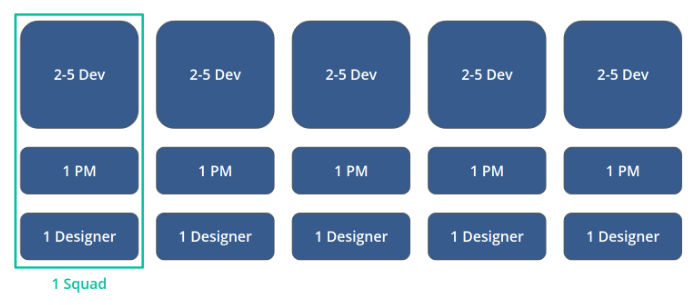 2-5 Dev 2-5 Dev 2-5 Dev 2-5 Dev 2-5 Dev
1 PM 1 PM 1 PM 1 PM 1 PM
1 Designer 1 Designer 1 Designer 1 Designer 1 Designer
1 Squad